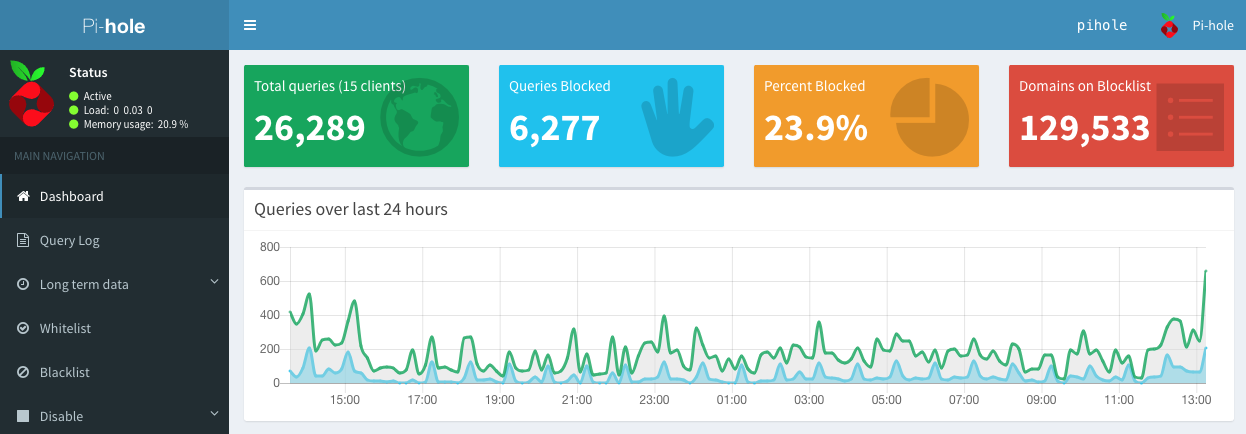 Pi-hole
pihole
Pi-hole
Status
Active
Load: 0 0.03 0
Memory usage: 20.9 %
MAIN NAVIGATION
Dashboard
Query Log
Long term data
Whitelist
Blacklist
Disable
Total queries (15 clients)
26,289
Queries Blocked
6,277
Percent Blocked
23.9%
Domains on Blocklist
129,533
Queries over last 24 hours
800
600
400
200
0
15:00 17:00 19:00 21:00 23:00 01:00 03:00 05:00 07:00 09:00 11:00 13:00